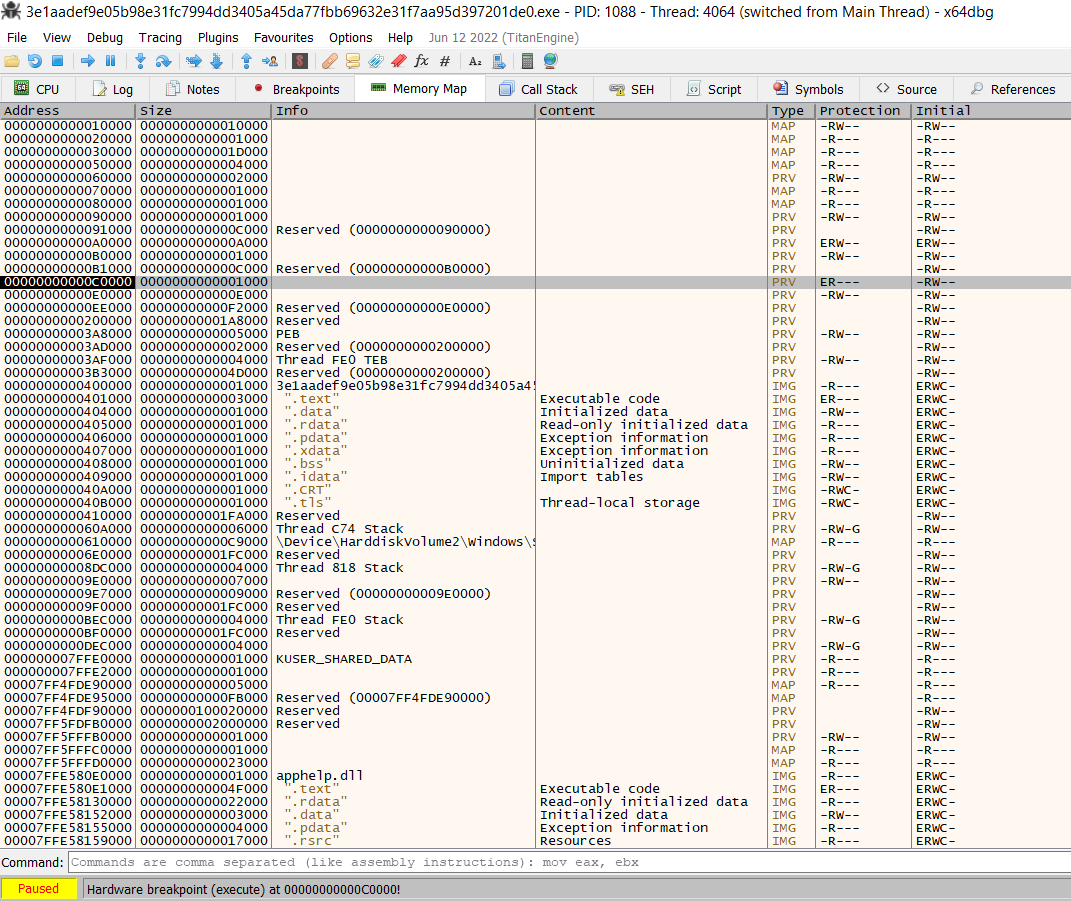 3e1aadef9e05b98e31fc7994dd3405a45da77fbb69632e31f7aa95d397201de0.exe - PID: 1088 - Thread: 4064 (switched from Main Thread) - x64dbg
File View Debug Tracing Plugins Favourites Options Help Jun 12 2022 (TitanEngine)
CPU Log Notes Breakpoints Memory Map Call Stack SEH Script Symbols Source References
Address Size Info Content Type Protection Initial
0000000000010000 0000000000010000 MAP -RW-- -RW--
0000000000020000 0000000000001000 MAP -R--- -R---
0000000000030000 000000000001D000 MAP -R--- -R---
0000000000050000 0000000000004000 MAP -R--- -R---
0000000000060000 0000000000002000 PRV -RW-- -RW--
0000000000070000 0000000000001000 MAP -R--- -R---
0000000000080000 0000000000001000 MAP -R--- -R---
0000000000090000 0000000000001000 PRV -RW-- -RW--
0000000000091000 000000000000C000 Reserved (0000000000090000) PRV -RW--
00000000000A0000 000000000000A000 PRV ERW-- ERW--
00000000000B0000 0000000000001000 PRV -RW-- -RW--
00000000000B1000 000000000000C000 Reserved (00000000000B0000) PRV -RW--
00000000000C0000 0000000000001000 PRV ER--- -RW--
00000000000E0000 000000000000E000 PRV -RW-- -RW--
00000000000EE000 00000000000F2000 Reserved (00000000000E0000) PRV -RW--
0000000000200000 00000000001A8000 Reserved PRV -RW--
00000000003A8000 0000000000005000 PEB PRV -RW-- -RW--
00000000003AD000 0000000000002000 Reserved (0000000000200000) PRV -RW--
00000000003AF000 0000000000004000 Thread FE0 TEB PRV -RW-- -RW--
00000000003B3000 000000000004D000 Reserved (0000000000200000) PRV -RW--
0000000000400000 0000000000001000 3e1aadef9e05b98e31fc7994dd3405a45 IMG -R--- ERWC-
0000000000401000 0000000000003000 ".text" Executable code IMG ER--- ERWC-
0000000000404000 0000000000001000 ".data" Initialized data IMG -RW-- ERWC-
0000000000405000 0000000000001000 ".rdata" Read-only initialized data IMG -R--- ERWC-
0000000000406000 0000000000001000 ".pdata" Exception information IMG -R--- ERWC-
0000000000407000 0000000000001000 ".xdata" Exception information IMG -R--- ERWC-
0000000000408000 0000000000001000 ".bss" Uninitialized data IMG -RW-- ERWC-
0000000000409000 0000000000001000 ".idata" Import tables IMG -RW-- ERWC-
000000000040A000 0000000000001000 ".CRT" IMG -RWC- ERWC-
000000000040B000 0000000000001000 ".tls" Thread-local storage IMG -RWC- ERWC-
0000000000410000 00000000001FA000 Reserved PRV -RW--
000000000060A000 0000000000006000 Thread C74 Stack PRV -RW-G -RW--
0000000000610000 00000000000C9000 \Device\HarddiskVolume2\Windows\S MAP -R--- -R---
00000000006E0000 00000000001FC000 Reserved PRV -RW--
00000000008DC000 0000000000004000 Thread 818 Stack PRV -RW-G -RW--
00000000009E0000 0000000000007000 PRV -RW-- -RW--
00000000009E7000 0000000000009000 Reserved (00000000009E0000) PRV -RW--
00000000009F0000 00000000001FC000 Reserved PRV -RW--
0000000000BEC000 0000000000004000 Thread FE0 Stack PRV -RW-G -RW--
0000000000BF0000 00000000001FC000 Reserved PRV -RW--
0000000000DEC000 0000000000004000 PRV -RW-G -RW--
000000007FFE0000 0000000000001000 KUSER_SHARED_DATA PRV -R--- -R---
000000007FFE2000 0000000000001000 PRV -R--- -R---
00007FF4FDE90000 0000000000005000 MAP -R--- -R---
00007FF4FDE95000 00000000000FB000 Reserved (00007FF4FDE90000) MAP -R---
00007FF4FDF90000 0000000100020000 Reserved PRV -RW--
00007FF5FDFB0000 0000000002000000 Reserved PRV -RW--
00007FF5FFFB0000 0000000000001000 PRV -RW-- -RW--
00007FF5FFFC0000 0000000000001000 MAP -R--- -R---
00007FF5FFFD0000 0000000000023000 MAP -R--- -R---
00007FFE580E0000 0000000000001000 apphelp.dll IMG -R--- ERWC-
00007FFE580E1000 000000000004F000 ".text" Executable code IMG ER--- ERWC-
00007FFE58130000 0000000000022000 ".rdata" Read-only initialized data IMG -R--- ERWC-
00007FFE58152000 0000000000003000 ".data" Initialized data IMG -RW-- ERWC-
00007FFE58155000 0000000000004000 ".pdata" Exception information IMG -R--- ERWC-
00007FFE58159000 0000000000017000 ".rsrc" Resources IMG -R--- ERWC-
Command: Commands are comma separated (like assembly instructions): mov eax, ebx
Paused Hardware breakpoint (execute) at 00000000000C0000!